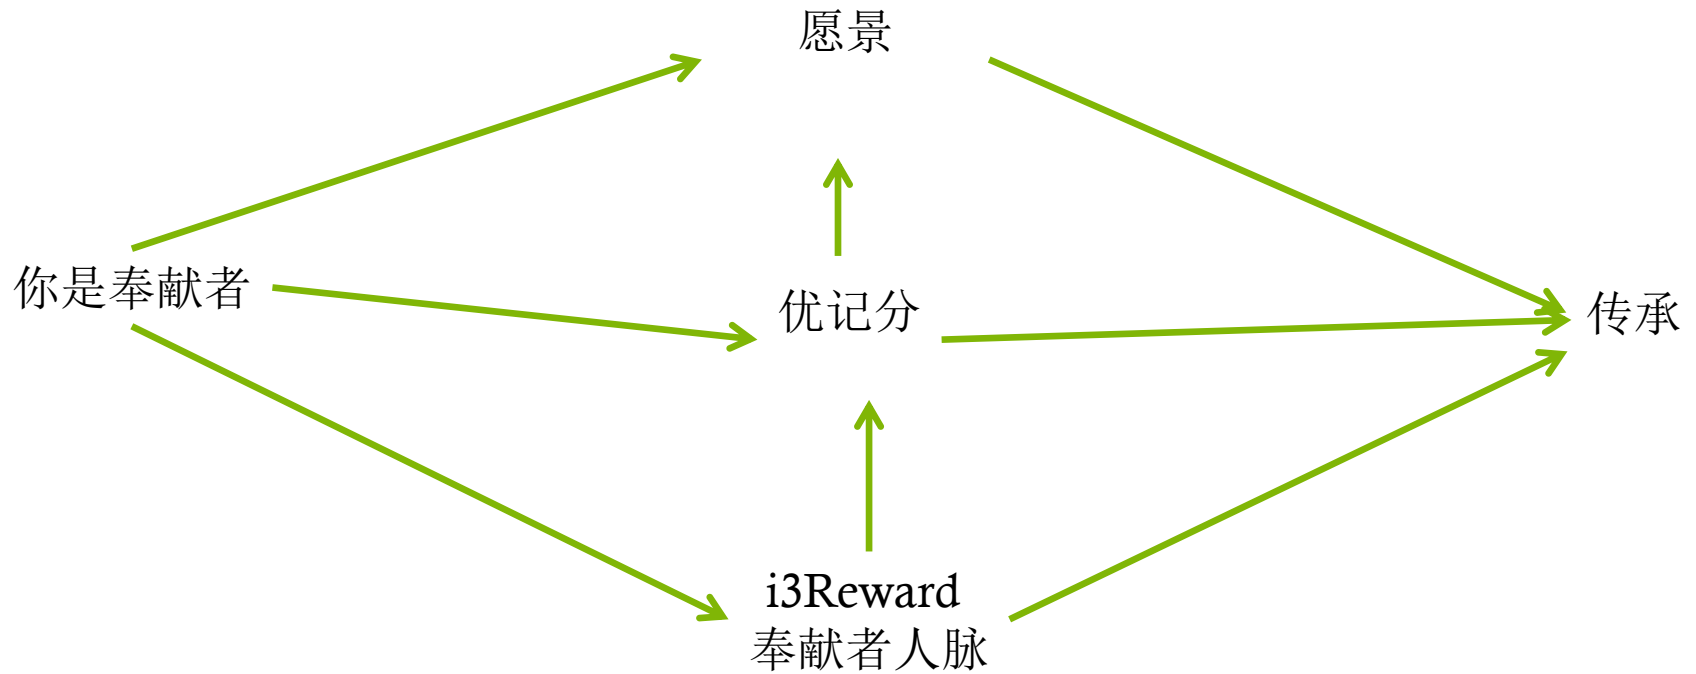 愿景
你是奉献者
优记分
传承
i3Reward
奉献者人脉